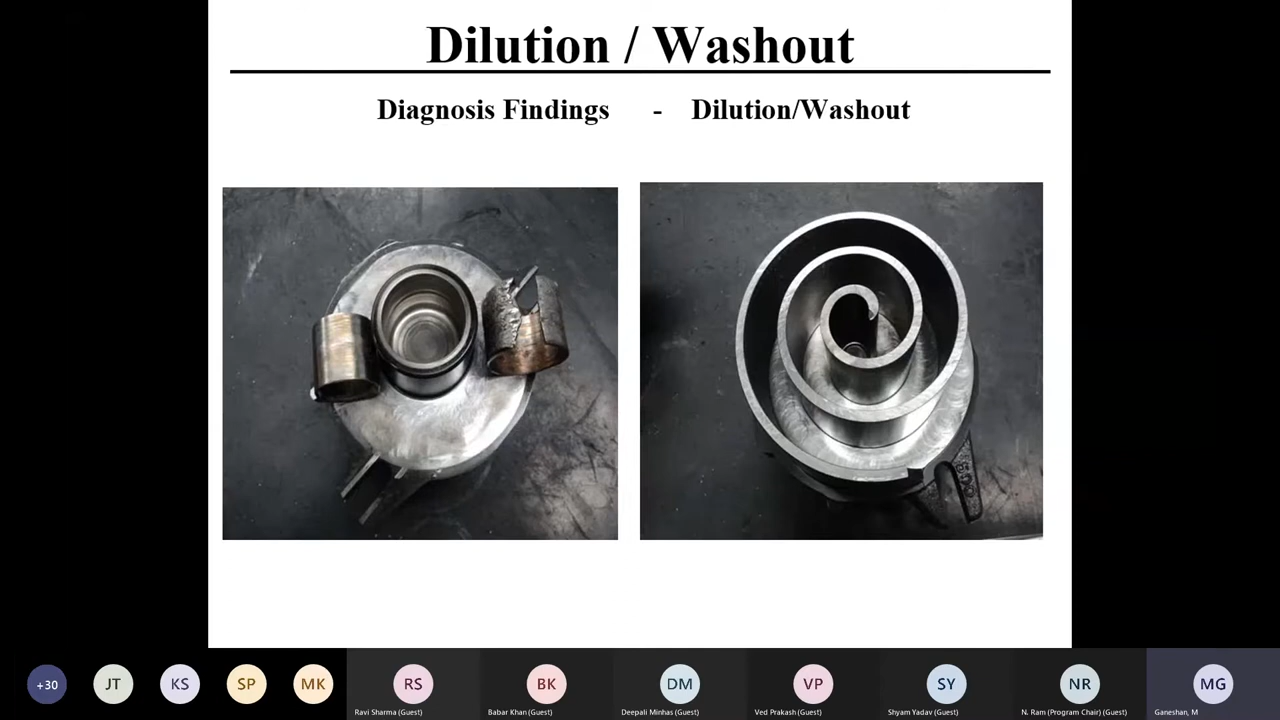 Dilution / Washout
Diagnosis Findings - Dilution/Washout
+30
JT
KS
SP
MK
RS
BK
DM
VP
SY
NR
MG
Ravi Sharma (Guest)
Babar Khan (Guest)
Deepali Minhas (Guest)
Ved Prakash (Guest)
Shyam Yadav (Guest)
N. Ram (Program Chair) (Guest)
Ganeshan, M